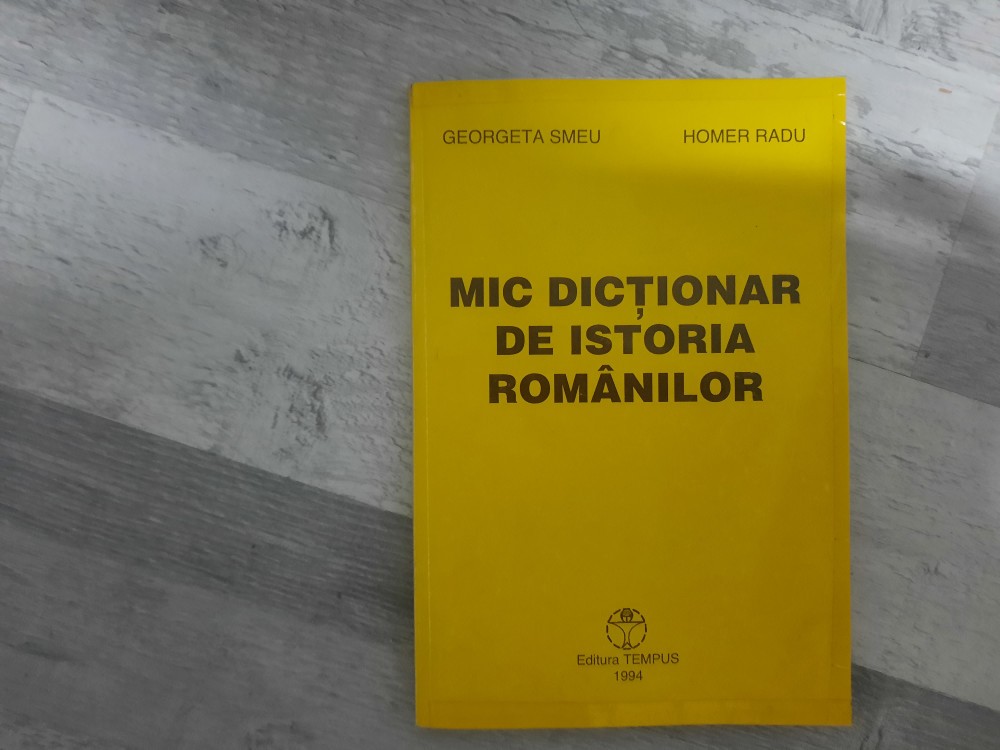 GEORGETA SMEU HOMER RADU
MIC DICȚIONAR
DE ISTORIA
ROMÂNILOR
Editura TEMPUS
1994